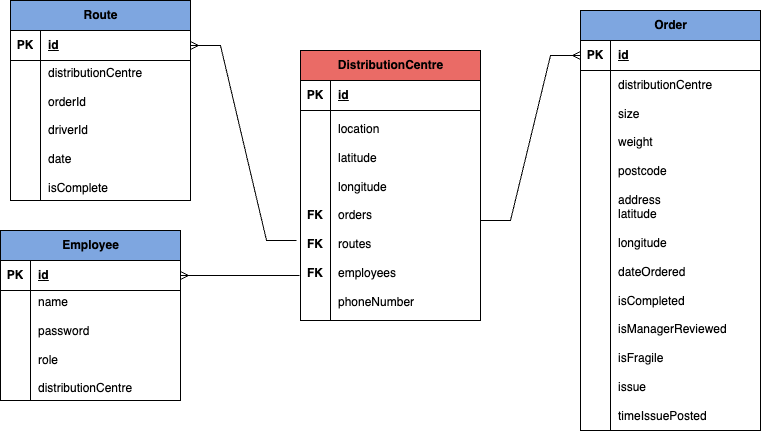 Route
PK id
distributionCentre
orderId
driverId
date
isComplete
Employee
PK id
name
password
role
distributionCentre
DistributionCentre
PK id
location
latitude
longitude
FK orders
FK routes
FK employees
phoneNumber
Order
PK id
distributionCentre
size
weight
postcode
address
latitude
longitude
dateOrdered
isCompleted
isManagerReviewed
isFragile
issue
timeIssuePosted